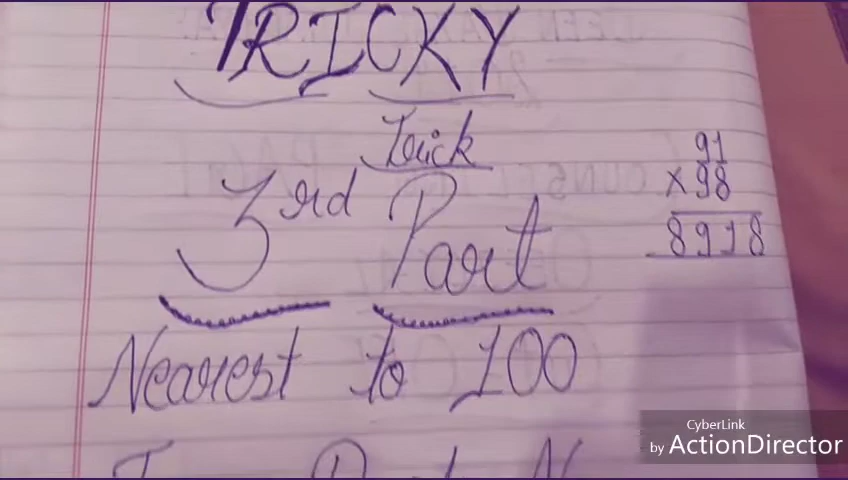 TRICKY
Trick
3rd Part
91
× 98
8918
Nearest to 100
CyberLink
by ActionDirector